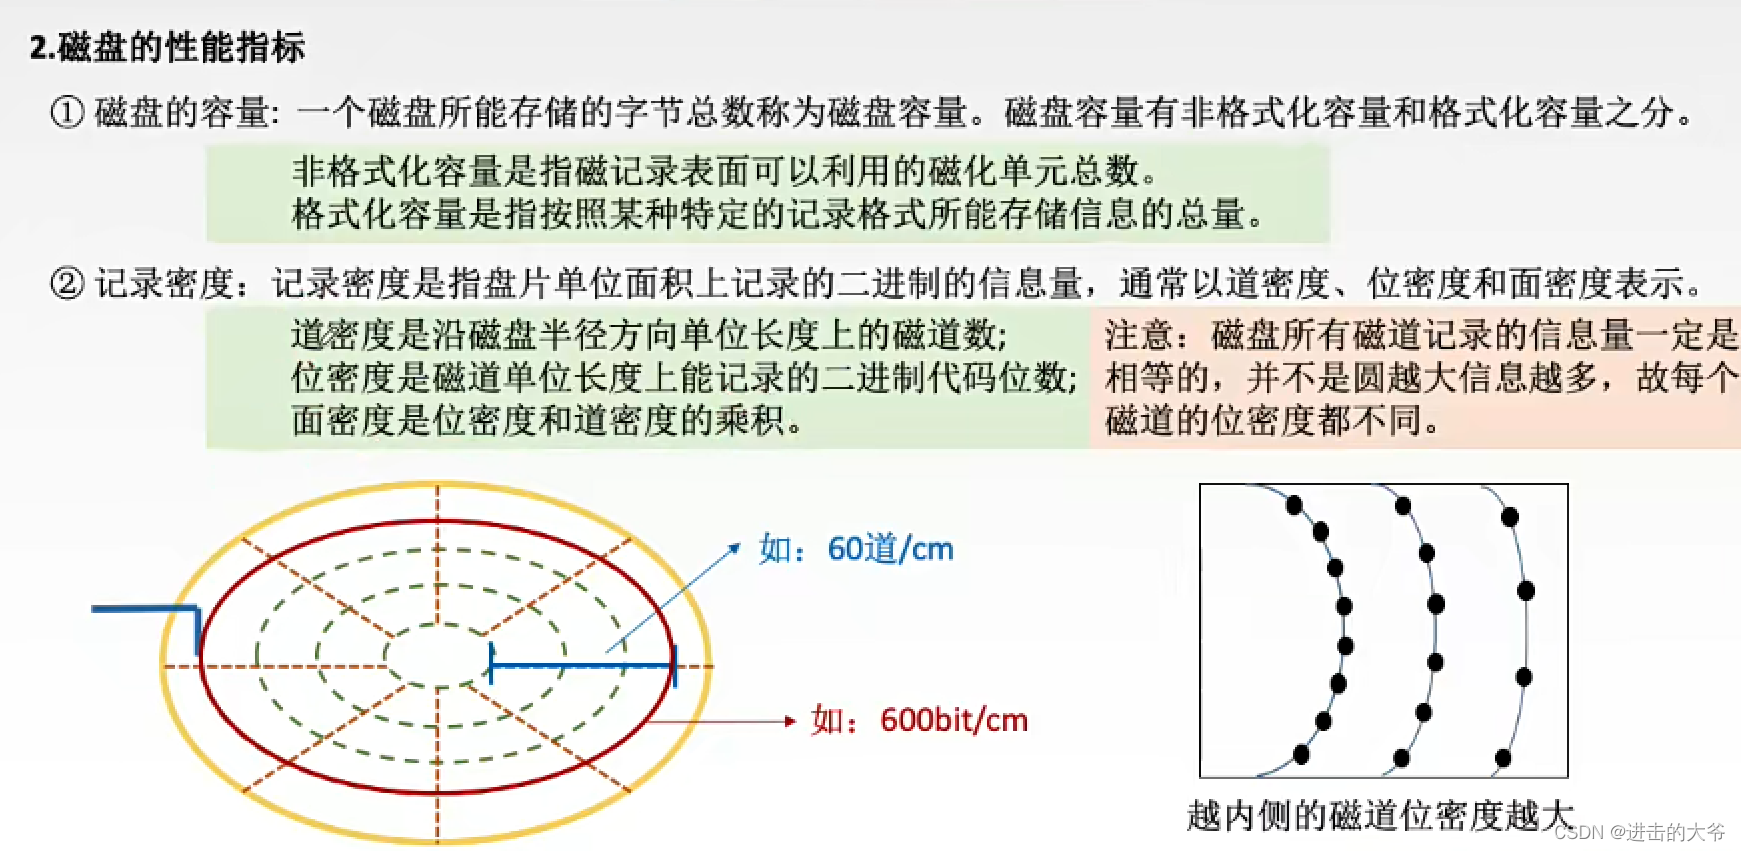 2.磁盘的性能指标
① 磁盘的容量: 一个磁盘所能存储的字节总数称为磁盘容量。磁盘容量有非格式化容量和格式化容量之分。
非格式化容量是指磁记录表面可以利用的磁化单元总数。
格式化容量是指按照某种特定的记录格式所能存储信息的总量。
② 记录密度：记录密度是指盘片单位面积上记录的二进制的信息量，通常以道密度、位密度和面密度表示。
道密度是沿磁盘半径方向单位长度上的磁道数;
位密度是磁道单位长度上能记录的二进制代码位数;
面密度是位密度和道密度的乘积。
注意：磁盘所有磁道记录的信息量一定是
相等的，并不是圆越大信息越多，故每个
磁道的位密度都不同。
如：60道/cm
如：600bit/cm
越内侧的磁道位密度越大
CSDN @进击的大爷